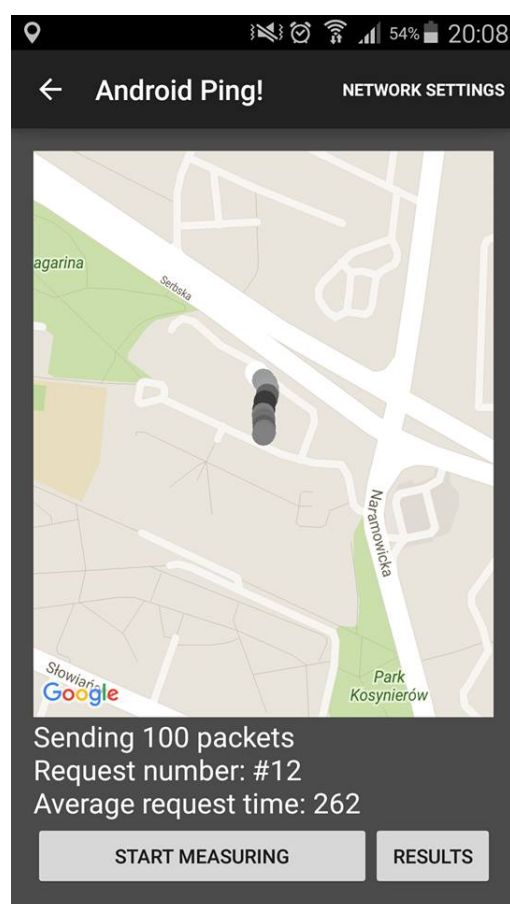 54% 20:08
Android Ping! NETWORK SETTINGS
agarina
Serbska
Naramowicka
Słowiańs
Park
Kosynierów
Google
Sending 100 packets
Request number: #12
Average request time: 262
START MEASURING RESULTS